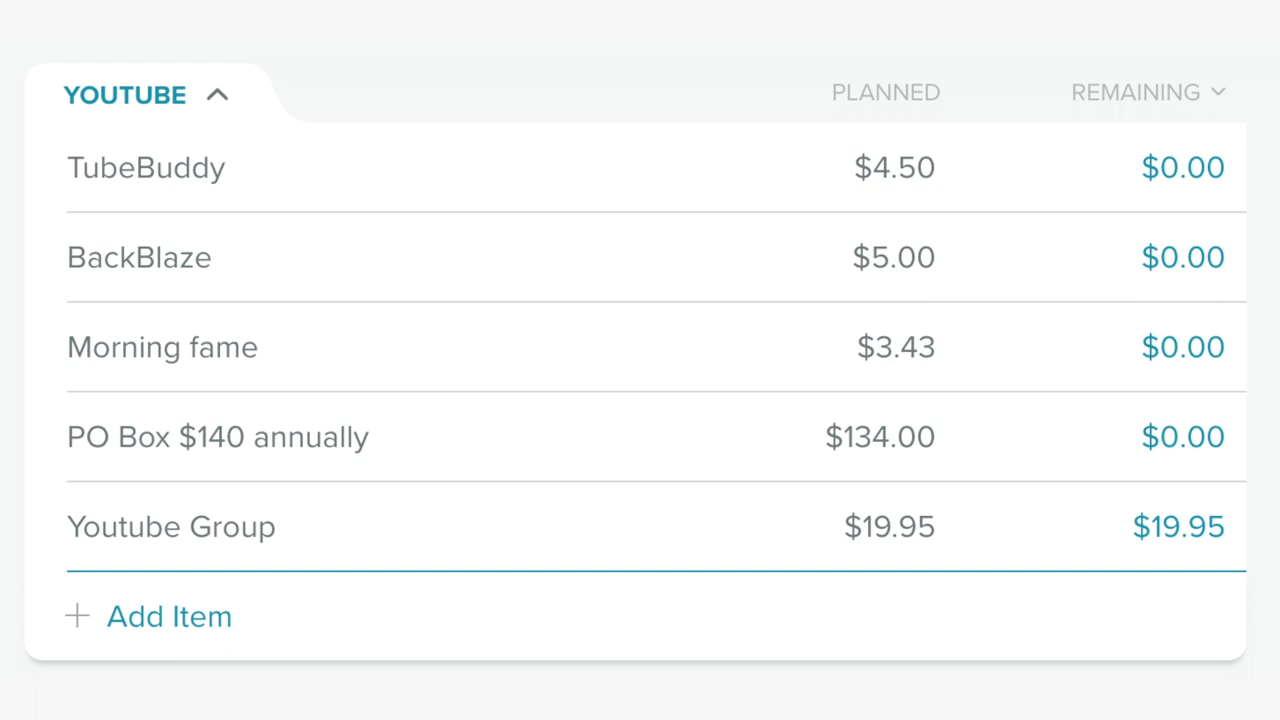 YOUTUBE PLANNED REMAINING
TubeBuddy $4.50 $0.00
BackBlaze $5.00 $0.00
Morning fame $3.43 $0.00
PO Box $140 annually $134.00 $0.00
Youtube Group $19.95 $19.95
+ Add Item